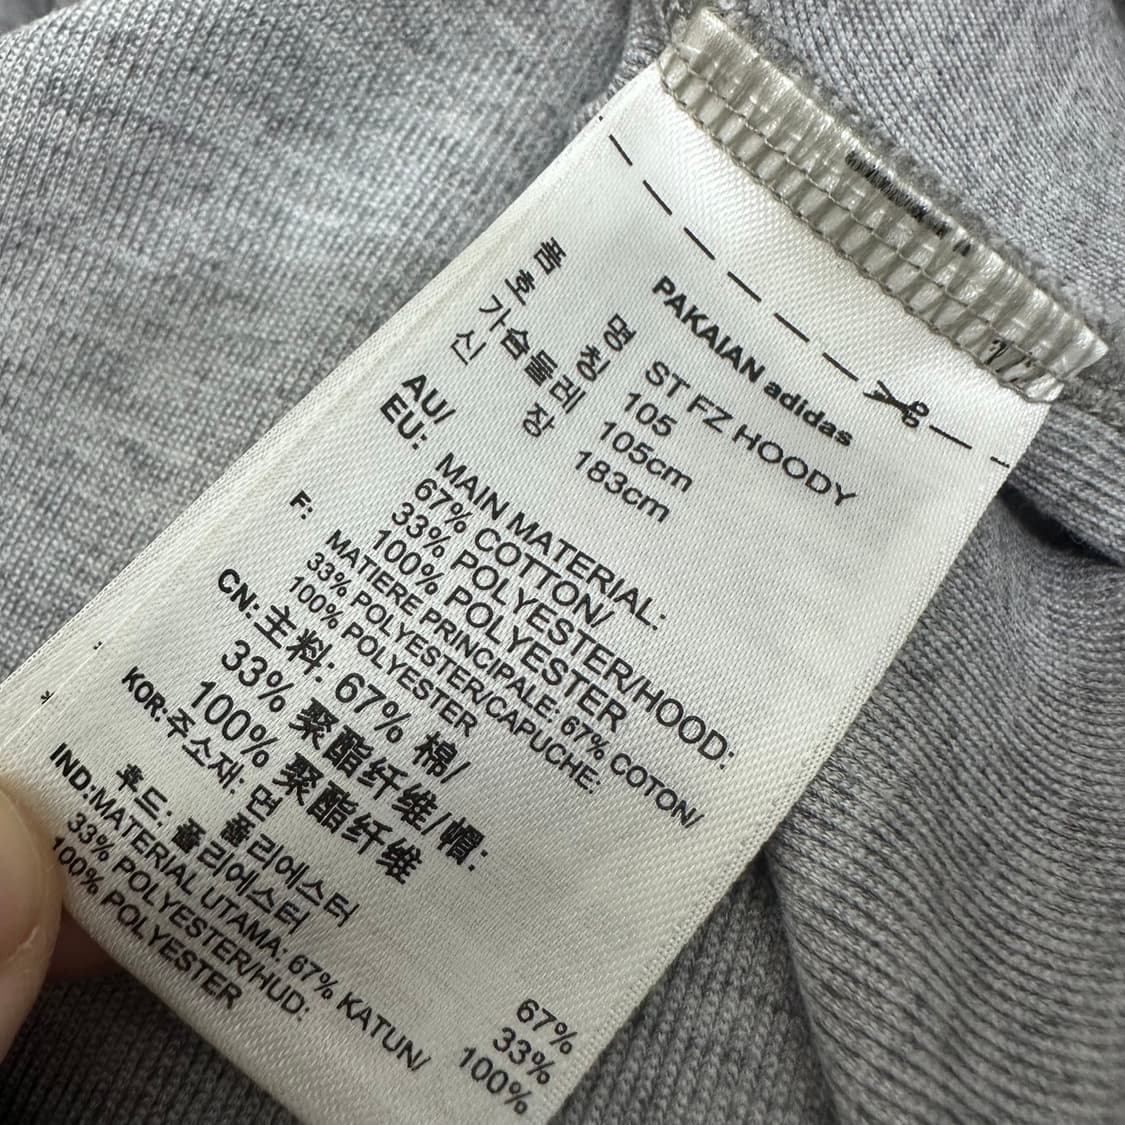 PAKAIAN adidas
품 명 ST FZ HOODY
호 칭 105
가슴둘레 105cm
신 장 183cm
AU/
EU: MAIN MATERIAL:
67% COTTON/
33% POLYESTER/HOOD:
100% POLYESTER
F: MATIERE PRINCIPALE: 67% COTON/
33% POLYESTER/CAPUCHE:
100% POLYESTER
CN:主料: 67% 棉/
33% 聚酯纤维/帽:
100% 聚酯纤维
KOR:주소재: 면 67%
폴리에스터 33%
후드: 폴리에스터 100%
IND:MATERIAL UTAMA: 67% KATUN/
33% POLYESTER/HUD:
100% POLYESTER